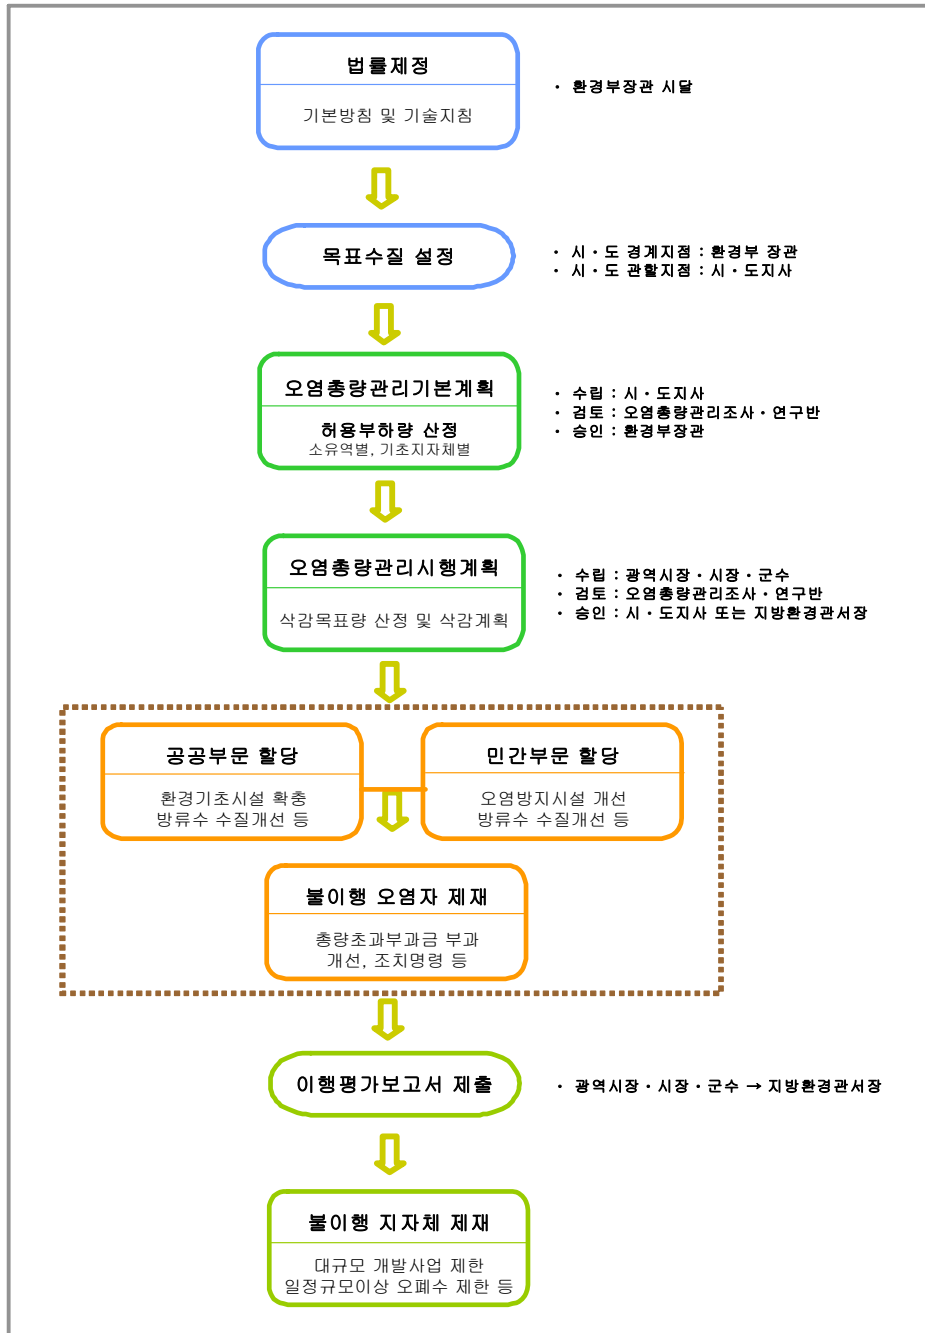 법률제정
· 환경부장관 시달
기본방침 및 기술지침
목표수질 설정
· 시·도 경계지점 : 환경부 장관
· 시·도 관할지점 : 시·도지사
오염총량관리기본계획
허용부하량 산정
소유역별, 기초지자체별
· 수립 : 시·도지사
· 검토 : 오염총량관리조사·연구반
· 승인 : 환경부장관
오염총량관리시행계획
삭감목표량 산정 및 삭감계획
· 수립 : 광역시장·시장·군수
· 검토 : 오염총량관리조사·연구반
· 승인 : 시·도지사 또는 지방환경관서장
공공부문 할당
환경기초시설 확충
방류수 수질개선 등
민간부문 할당
오염방지시설 개선
방류수 수질개선 등
불이행 오염자 제재
총량초과부과금 부과
개선, 조치명령 등
이행평가보고서 제출
· 광역시장·시장·군수 → 지방환경관서장
불이행 지자체 제재
대규모 개발사업 제한
일정규모이상 오폐수 제한 등